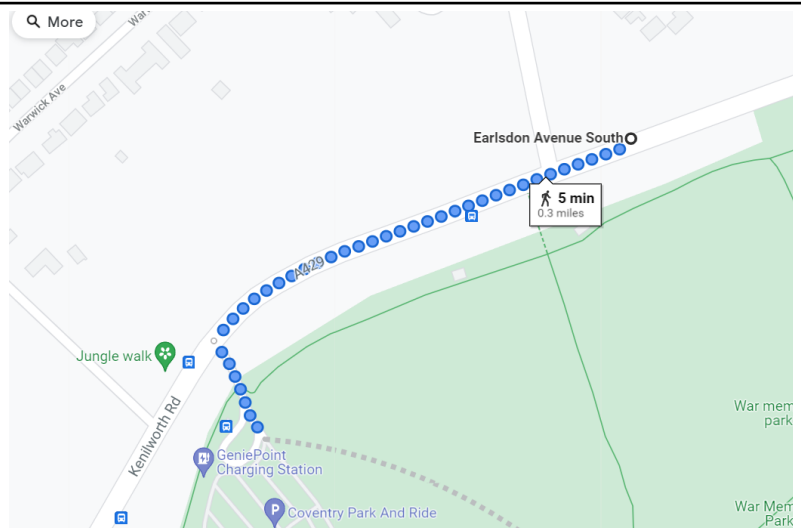 More
War
Warwick Ave
Earlsdon Avenue South
5 min
0.3 miles
A429
Jungle walk
Kenilworth Rd
GeniePoint
Charging Station
P
Coventry Park And Ride
War mem
park
War Mem
Park